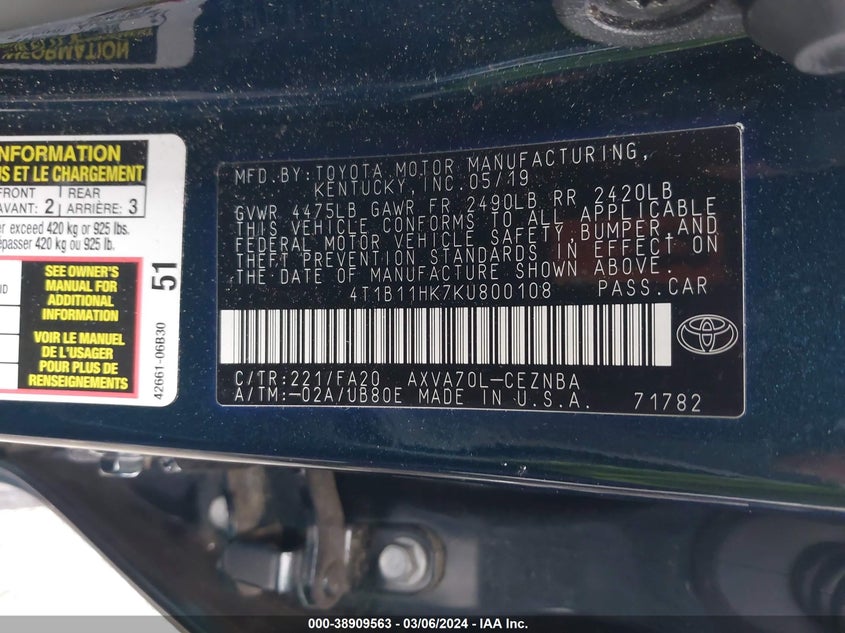 INFORMATION
US ET LE CHARGEMENT
FRONT
AVANT: 2
REAR
ARRIÈRE: 3
er exceed 420 kg or 925 lbs.
épasser 420 kg ou 925 lb.
SEE OWNER'S
MANUAL FOR
ADDITIONAL
INFORMATION
VOIR LE MANUEL
DE L'USAGER
POUR PLUS DE
RENSEIGNEMENTS
51
42661-06B30
MFD.BY:TOYOTA MOTOR MANUFACTURING,
KENTUCKY, INC.05/19
GVWR 4475LB GAWR FR 2490LB RR 2420LB
THIS VEHICLE CONFORMS TO ALL APPLICABLE
FEDERAL MOTOR VEHICLE SAFETY,BUMPER,AND
THEFT PREVENTION STANDARDS IN EFFECT ON
THE DATE OF MANUFACTURE SHOWN ABOVE.
4T1B11HK7KU800108 PASS.CAR
C/TR:221/FA20 AXVA70L-CEZNBA
A/TM:-02A/UB80E MADE IN U.S.A. 71782
000-38909563 - 03/06/2024 - IAA Inc.